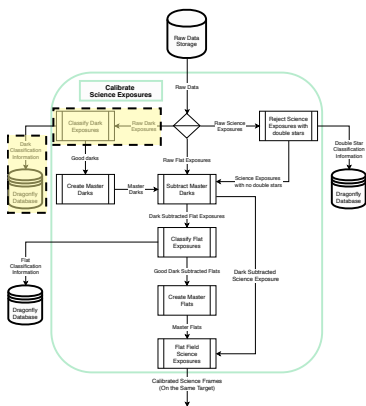 Raw Data
Storage
Raw Data
Calibrate
Science Exposures
Classify Dark
Exposures
Raw Dark
Exposures
Raw Science
Exposures
Reject Science
Exposures with
double stars
Dark
Classification
Information
Good darks
Raw Flat Exposures
Double Star
Classification
Information
Dragonfly
Database
Create Master
Darks
Master
Darks
Subtract Master
Darks
Science Exposures
with no double stars
Dragonfly
Database
Dark Subtracted Flat Exposures
Classify Flat
Exposures
Flat
Classification
Information
Good Dark Subtracted Flats
Dark Subtracted
Science Exposure
Dragonfly
Database
Create Master
Flats
Master Flats
Flat Field
Science
Exposures
Calibrated Science Frames
(On the Same Target)